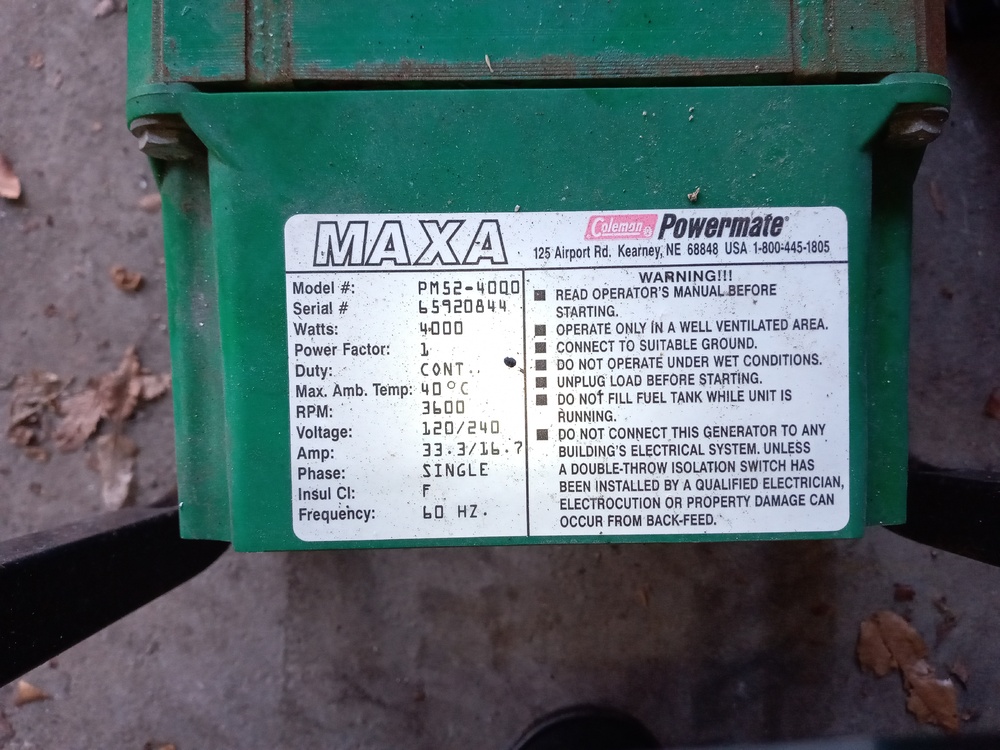 MAXA
Coleman® Powermate®
125 Airport Rd. Kearney, NE 68848 USA 1-800-445-1805
Model #: PM52-4000
Serial #: 65920844
Watts: 4000
Power Factor: 1
Duty: CONT.
Max. Amb. Temp: 40°C
RPM: 3600
Voltage: 120/240
Amp: 33.3/16.7
Phase: SINGLE
Insul Cl: F
Frequency: 60 HZ.
WARNING!!!
READ OPERATOR'S MANUAL BEFORE
STARTING.
OPERATE ONLY IN A WELL VENTILATED AREA.
CONNECT TO SUITABLE GROUND.
DO NOT OPERATE UNDER WET CONDITIONS.
UNPLUG LOAD BEFORE STARTING.
DO NOT FILL FUEL TANK WHILE UNIT IS
RUNNING.
DO NOT CONNECT THIS GENERATOR TO ANY
BUILDING'S ELECTRICAL SYSTEM. UNLESS
A DOUBLE-THROW ISOLATION SWITCH HAS
BEEN INSTALLED BY A QUALIFIED ELECTRICIAN,
ELECTROCUTION OR PROPERTY DAMAGE CAN
OCCUR FROM BACK-FEED.